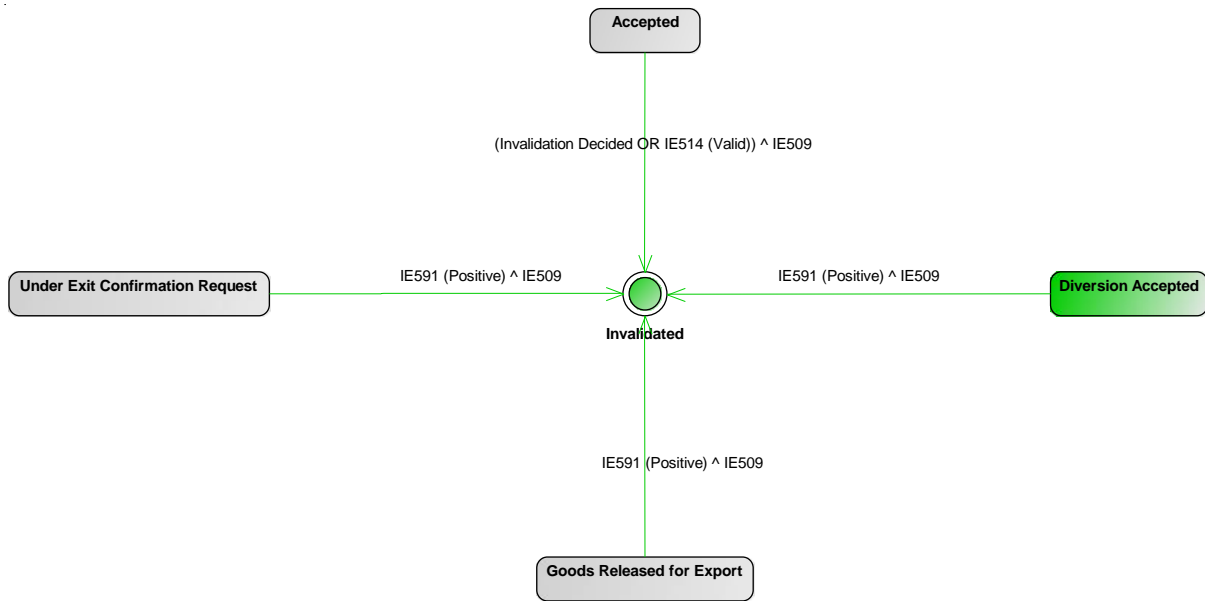 Accepted
(Invalidation Decided OR IE514 (Valid)) ^ IE509
Under Exit Confirmation Request
IE591 (Positive) ^ IE509
IE591 (Positive) ^ IE509
Diversion Accepted
Invalidated
IE591 (Positive) ^ IE509
Goods Released for Export